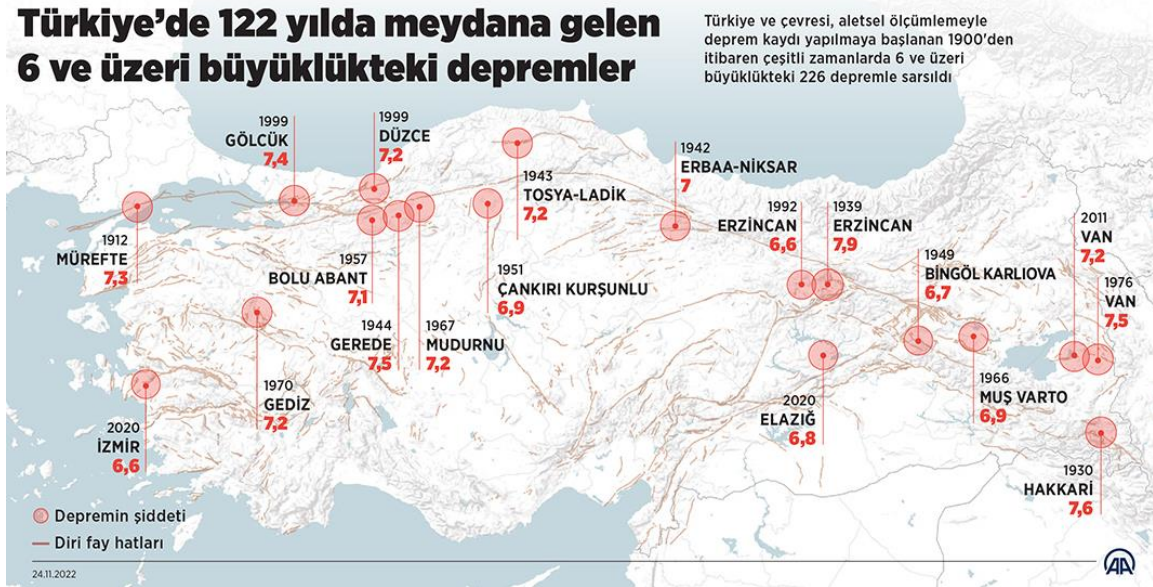 Türkiye’de 122 yılda meydana gelen
6 ve üzeri büyüklükteki depremler
Türkiye ve çevresi, aletsel ölçümlemeyle
deprem kaydı yapılmaya başlanan 1900'den
itibaren çeşitli zamanlarda 6 ve üzeri
büyüklükteki 226 depremle sarsıldı
1999
GÖLCÜK
7,4
1999
DÜZCE
7,2
1943
TOSYA-LADİK
7,2
1942
ERBAA-NİKSAR
7
1992
ERZİNCAN
6,6
1939
ERZİNCAN
7,9
2011
VAN
7,2
1949
BİNGÖL KARLIOVA
6,7
1976
VAN
7,5
1912
MÜREFTE
7,3
1957
BOLU ABANT
7,1
1951
ÇANKIRI KURŞUNLU
6,9
1944
GEREDE
7,5
1967
MUDURNU
7,2
1970
GEDİZ
7,2
2020
İZMİR
6,6
2020
ELAZIĞ
6,8
1966
MUŞ VARTO
6,9
1930
HAKKARİ
7,6
Depremin şiddeti
Diri fay hatları
24.11.2022
AA